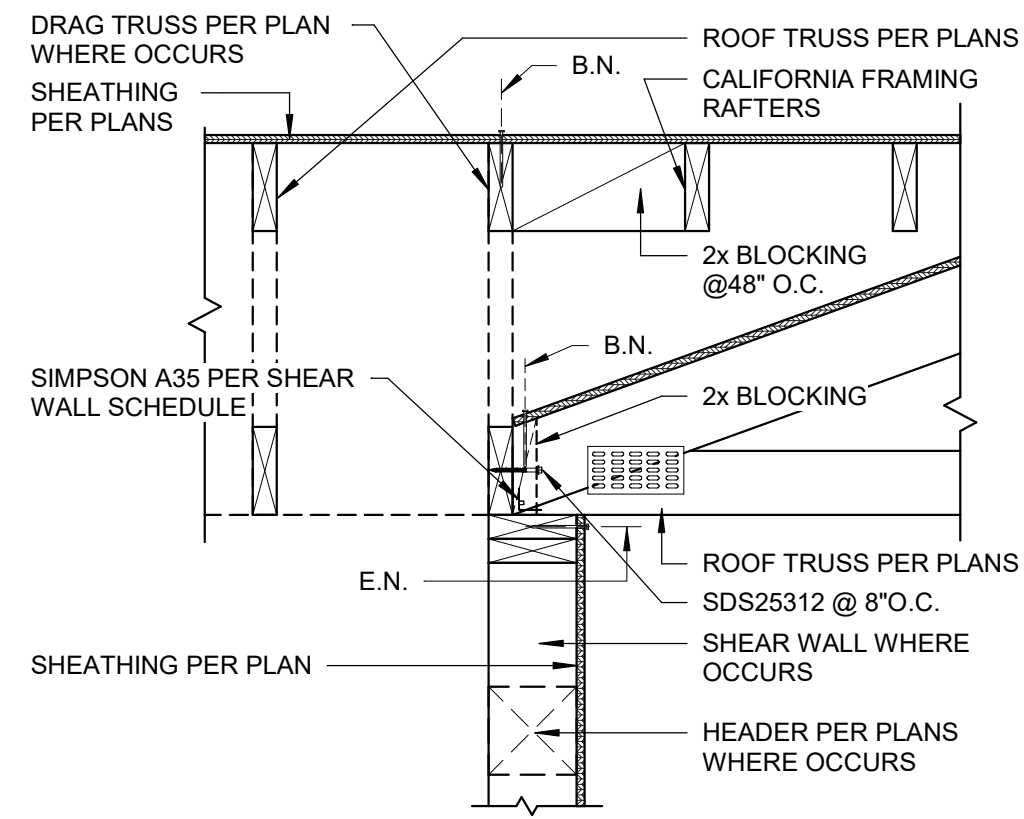 DRAG TRUSS PER PLAN
WHERE OCCURS
SHEATHING
PER PLANS
B.N.
ROOF TRUSS PER PLANS
CALIFORNIA FRAMING
RAFTERS
2x BLOCKING
@48" O.C.
B.N.
SIMPSON A35 PER SHEAR
WALL SCHEDULE
2x BLOCKING
E.N.
ROOF TRUSS PER PLANS
SDS25312 @ 8"O.C.
SHEATHING PER PLAN
SHEAR WALL WHERE
OCCURS
HEADER PER PLANS
WHERE OCCURS